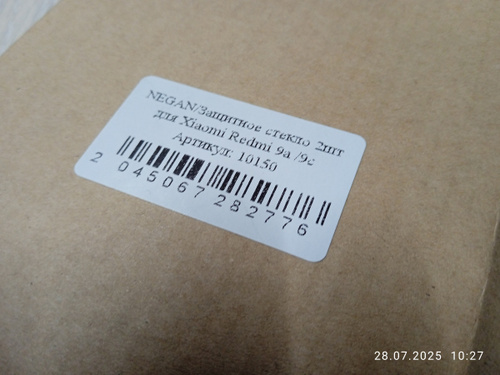 NEGAN/Защитное стекло 2шт
для Xiaomi Redmi 9a /9c
Артикул: 10150
2 045067 282776
28.07.2025 10:27